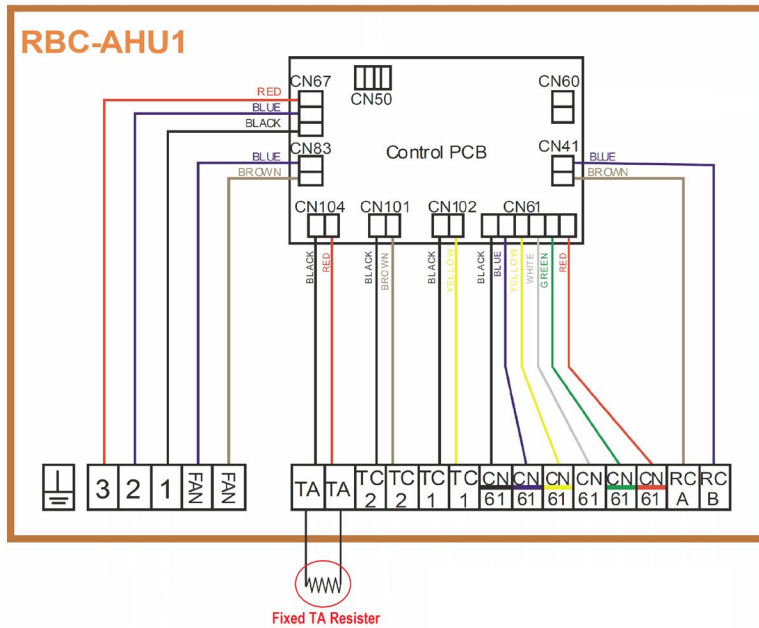 RBC-AHU1
CN67
CN50
CN60
RED
BLUE
BLACK
CN83
Control PCB
CN41
BLUE
BROWN
BLUE
BROWN
CN104
CN101
CN102
CN61
BLACK
RED
BLACK
BROWN
BLACK
YELLOW
BLACK
BLUE
YELLOW
WHITE
GREEN
RED
3
2
1
FAN
FAN
TA
TA
TC
2
TC
2
TC
1
TC
1
CN
61
CN
61
CN
61
CN
61
CN
61
CN
61
RC
A
RC
B
Fixed TA Resister